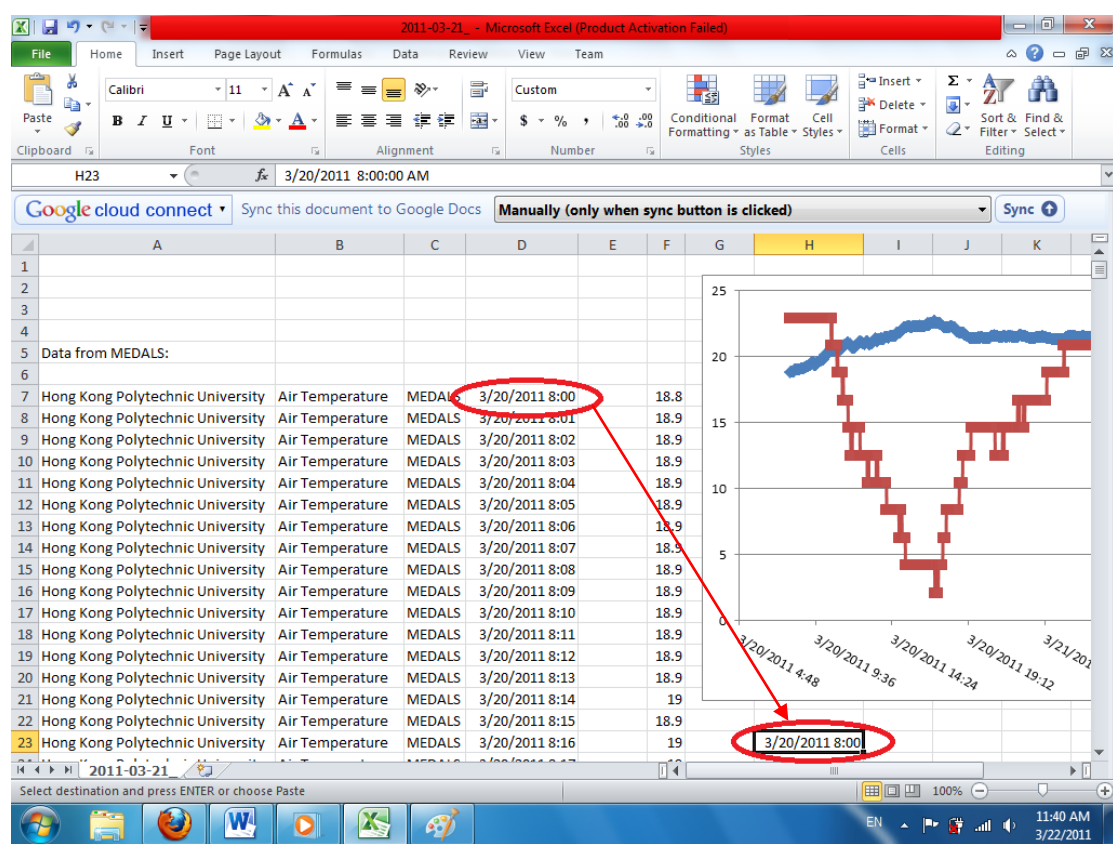 2011-03-21_ - Microsoft Excel (Product Activation Failed)
File Home Insert Page Layout Formulas Data Review View Team
Paste
Calibri 11
B I U
Custom
$ % ,
Conditional Formatting
Format as Table
Cell Styles
Insert
Delete
Format
Sort & Filter
Find & Select
Clipboard Font Alignment Number Styles Cells Editing
H23 fx 3/20/2011 8:00:00 AM
Google cloud connect Sync this document to Google Docs Manually (only when sync button is clicked) Sync
A B C D E F G H I J K
1
2
3
4
5 Data from MEDALS:
6
7 Hong Kong Polytechnic University Air Temperature MEDALS 3/20/2011 8:00 18.8
8 Hong Kong Polytechnic University Air Temperature MEDALS 3/20/2011 8:01 18.9
9 Hong Kong Polytechnic University Air Temperature MEDALS 3/20/2011 8:02 18.9
10 Hong Kong Polytechnic University Air Temperature MEDALS 3/20/2011 8:03 18.9
11 Hong Kong Polytechnic University Air Temperature MEDALS 3/20/2011 8:04 18.9
12 Hong Kong Polytechnic University Air Temperature MEDALS 3/20/2011 8:05 18.9
13 Hong Kong Polytechnic University Air Temperature MEDALS 3/20/2011 8:06 18.9
14 Hong Kong Polytechnic University Air Temperature MEDALS 3/20/2011 8:07 18.9
15 Hong Kong Polytechnic University Air Temperature MEDALS 3/20/2011 8:08 18.9
16 Hong Kong Polytechnic University Air Temperature MEDALS 3/20/2011 8:09 18.9
17 Hong Kong Polytechnic University Air Temperature MEDALS 3/20/2011 8:10 18.9
18 Hong Kong Polytechnic University Air Temperature MEDALS 3/20/2011 8:11 18.9
19 Hong Kong Polytechnic University Air Temperature MEDALS 3/20/2011 8:12 18.9
20 Hong Kong Polytechnic University Air Temperature MEDALS 3/20/2011 8:13 18.9
21 Hong Kong Polytechnic University Air Temperature MEDALS 3/20/2011 8:14 19
22 Hong Kong Polytechnic University Air Temperature MEDALS 3/20/2011 8:15 18.9
23 Hong Kong Polytechnic University Air Temperature MEDALS 3/20/2011 8:16 19 3/20/2011 8:00
25
20
15
10
5
0
3/20/2011 4:48
3/20/2011 9:36
3/20/2011 14:24
3/20/2011 19:12
3/21/201
2011-03-21_
Select destination and press ENTER or choose Paste 100%
EN 11:40 AM
3/22/2011